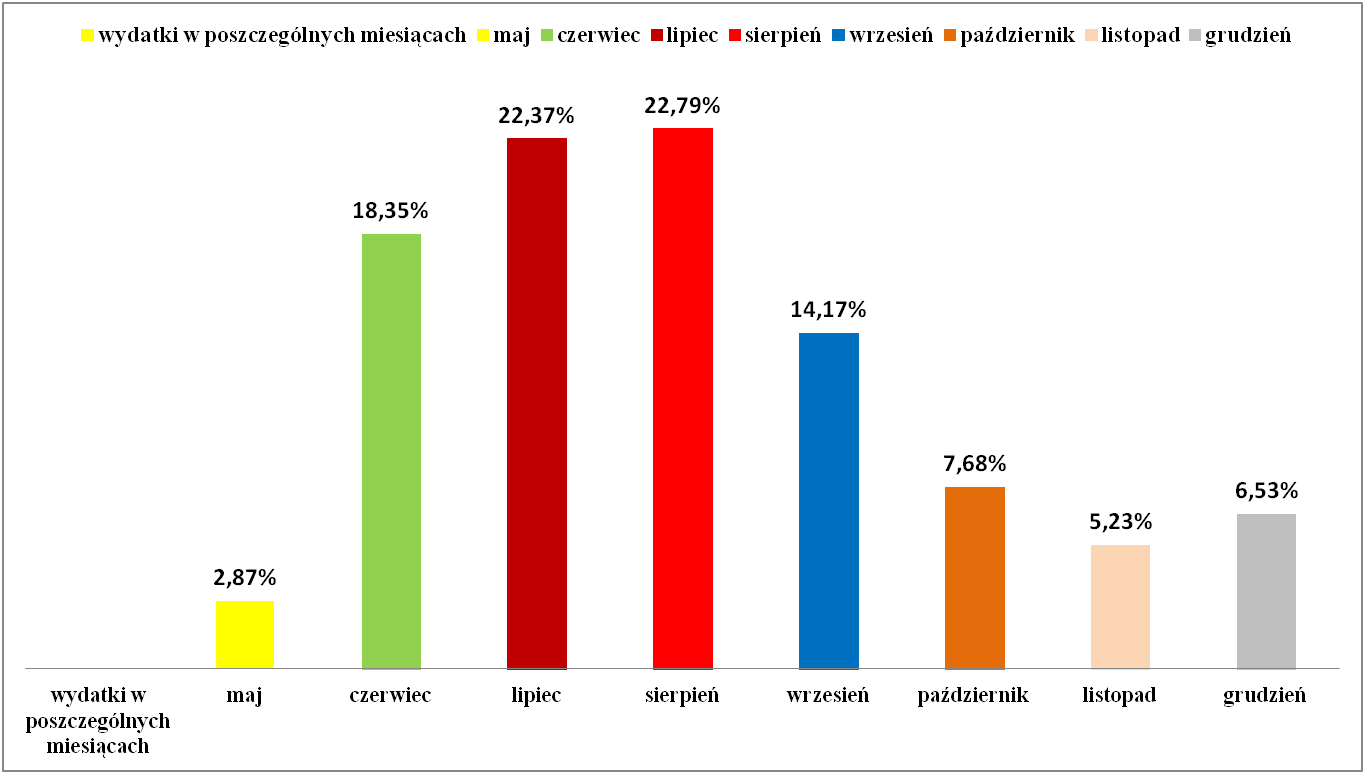 wydatki w poszczególnych miesiącach maj czerwiec lipiec sierpień wrzesień październik listopad grudzień
22,79%
22,37%
18,35%
14,17%
7,68%
6,53%
5,23%
2,87%
wydatki w
poszczególnych
miesiącach
maj
czerwiec
lipiec
sierpień
wrzesień
październik
listopad
grudzień